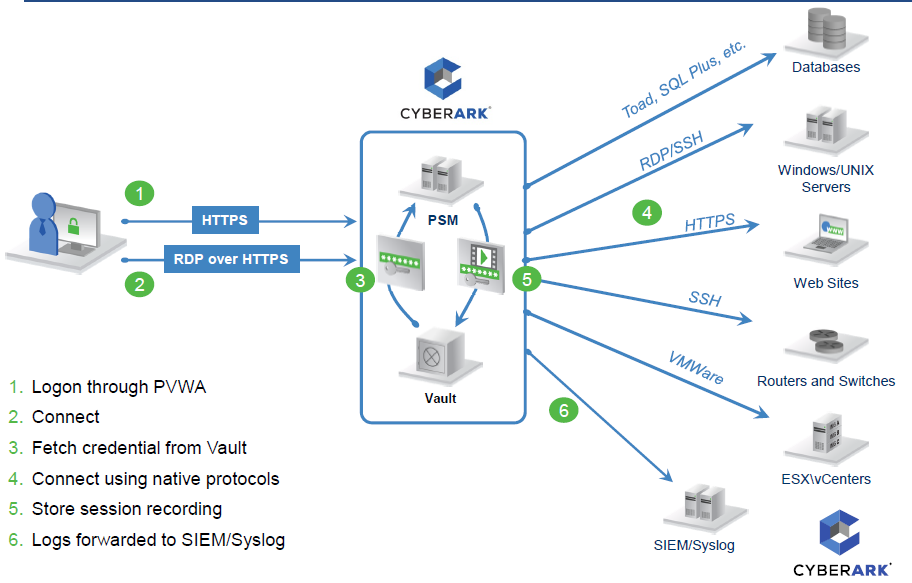 CYBERARK®
1
HTTPS
RDP over HTTPS
2
PSM
3
5
Vault
Toad, SQL Plus, etc.
RDP/SSH
4
HTTPS
SSH
VMWare
6
Databases
Windows/UNIX
Servers
www
Web Sites
Routers and Switches
ESX\vCenters
SIEM/Syslog
1. Logon through PVWA
2. Connect
3. Fetch credential from Vault
4. Connect using native protocols
5. Store session recording
6. Logs forwarded to SIEM/Syslog
CYBERARK®